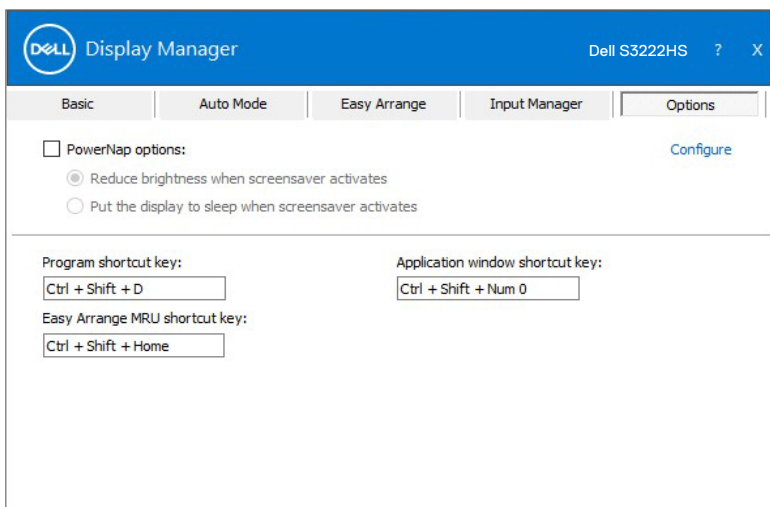 DELL Display Manager Dell S3222HS ? X
Basic Auto Mode Easy Arrange Input Manager Options
PowerNap options: Configure
Reduce brightness when screensaver activates
Put the display to sleep when screensaver activates
Program shortcut key: Application window shortcut key:
Ctrl + Shift + D Ctrl + Shift + Num 0
Easy Arrange MRU shortcut key:
Ctrl + Shift + Home